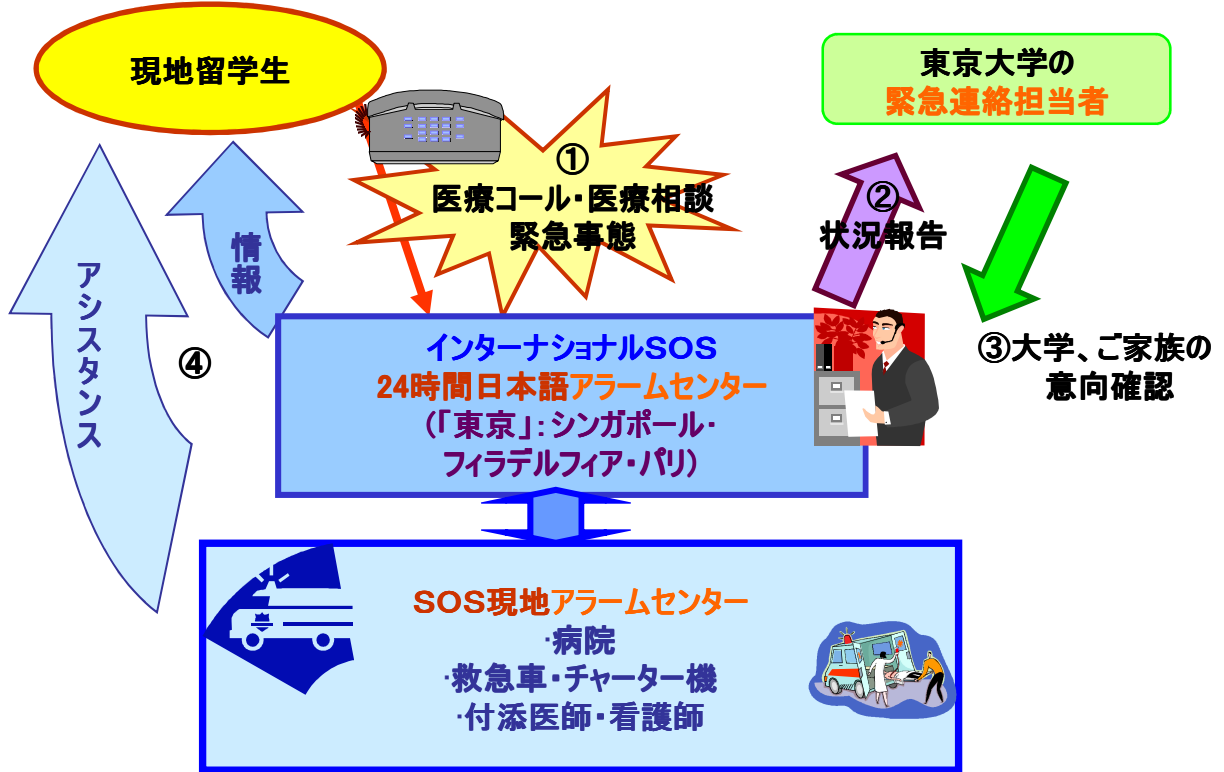 現地留学生
東京大学の
緊急連絡担当者
①
医療コール・医療相談
緊急事態
②
状況報告
③大学、ご家族の
意向確認
情報
アシスタンス
④
インターナショナルSOS
24時間日本語アラームセンター
(「東京」:シンガポール・
フィラデルフィア・パリ)
SOS現地アラームセンター
・病院
・救急車・チャーター機
・付添医師・看護師